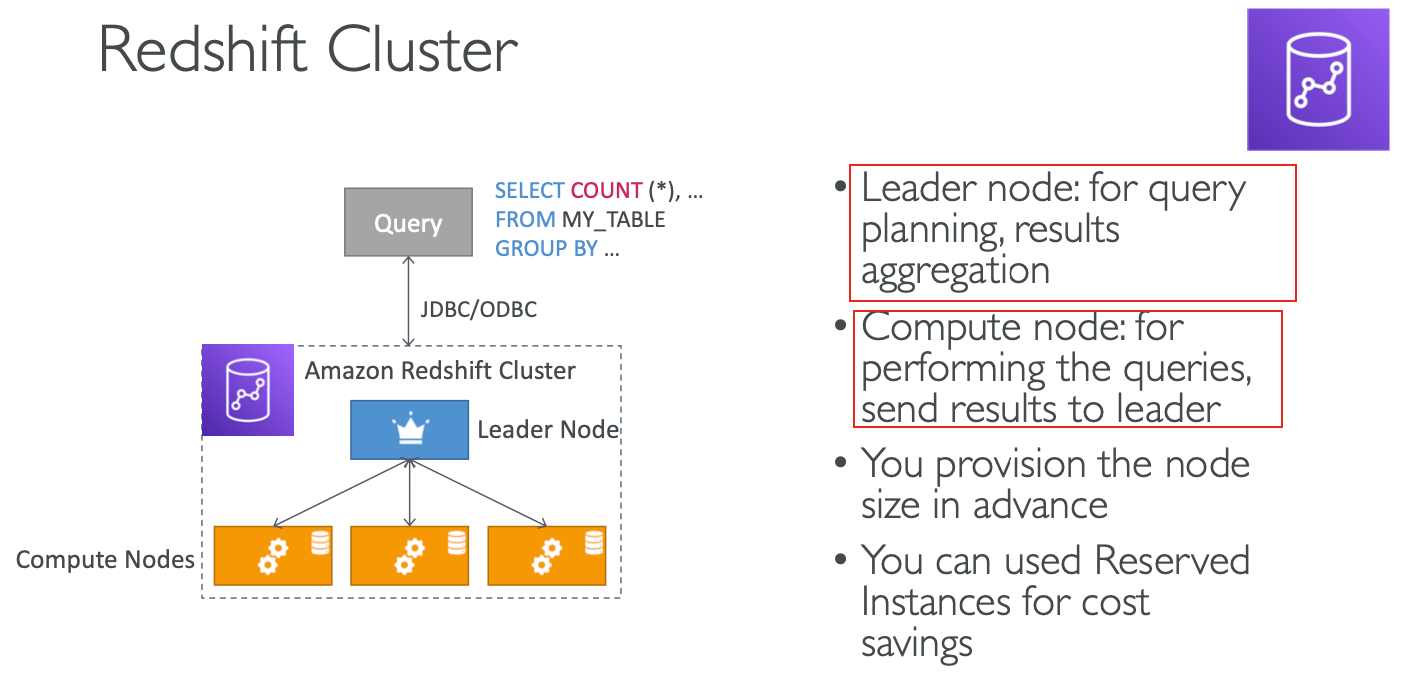 Redshift Cluster
Query
SELECT COUNT (*), ...
FROM MY_TABLE
GROUP BY ...
JDBC/ODBC
Amazon Redshift Cluster
Leader Node
Compute Nodes
• Leader node: for query
planning, results
aggregation
• Compute node: for
performing the queries,
send results to leader
• You provision the node
size in advance
• You can used Reserved
Instances for cost
savings